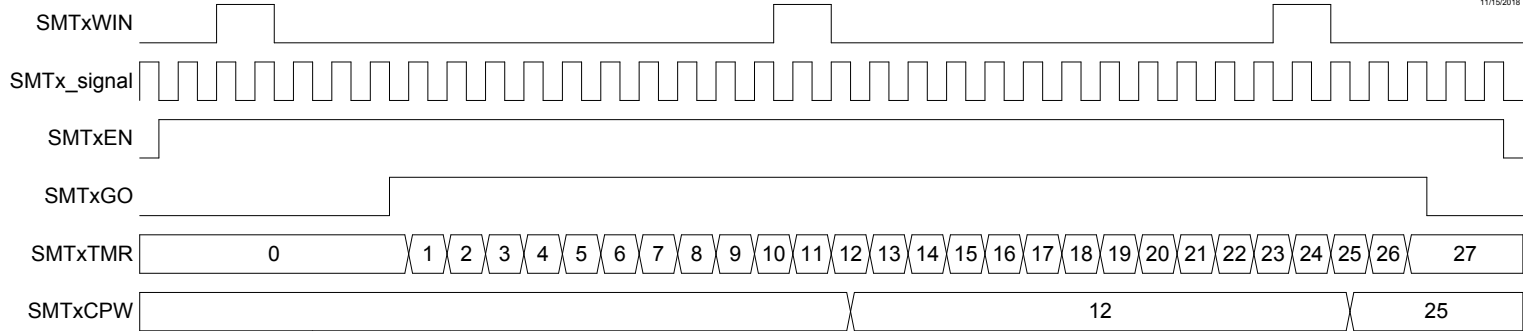 11/15/2018
SMTxWIN
SMTx_signal
SMTxEN
SMTxGO
SMTxTMR 0 1 2 3 4 5 6 7 8 9 10 11 12 13 14 15 16 17 18 19 20 21 22 23 24 25 26 27
SMTxCPW 12 25